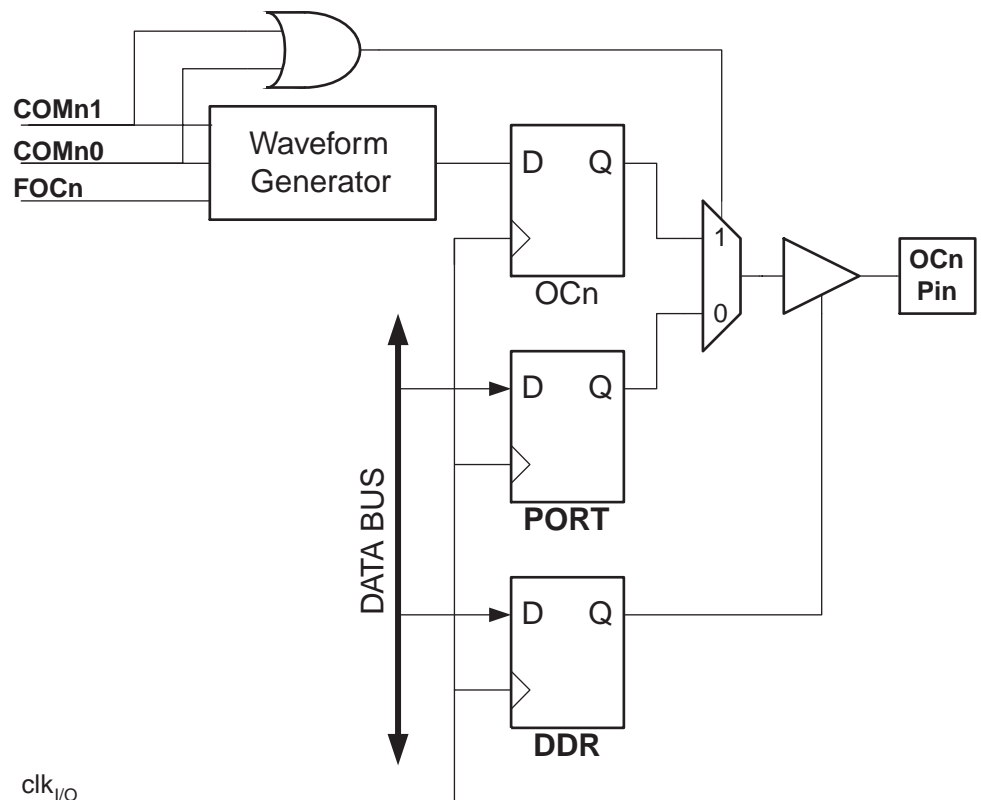 COMn1
COMn0
FOCn
Waveform
Generator
D Q
OCn
1
0
OCn
Pin
D Q
PORT
DATA BUS
D Q
DDR
clkI/O